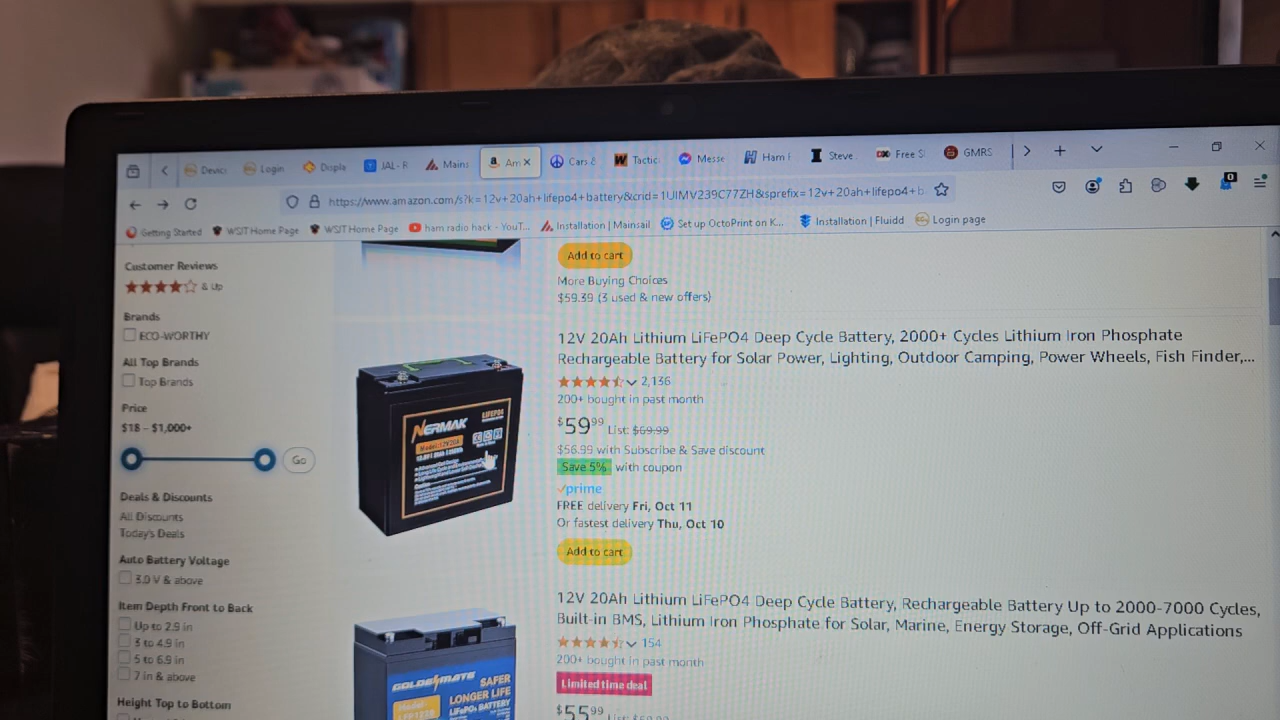 Devic
Login
Displa
JAL - R
Mains
Am
Cars &
Tactic
Messe
Ham F
Steve
Free S
GMRS
https://www.amazon.com/s?k=12v+20ah+lifepo4+battery&crid=1UIMV239C77ZH&sprefix=12v+20ah+lifepo4+b
0
Getting Started
WSJT Home Page
WSJT Home Page
ham radio hack - YouT...
Installation | Mainsail
Set up OctoPrint on K...
Installation | Fluidd
Login page
Customer Reviews
& Up
Brands
ECO-WORTHY
All Top Brands
Top Brands
Price
$18 – $1,000+
Go
Deals & Discounts
All Discounts
Today's Deals
Auto Battery Voltage
3.0 V & above
Item Depth Front to Back
Up to 2.9 in
3 to 4.9 in
5 to 6.9 in
7 in & above
Height Top to Bottom
Add to cart
More Buying Choices
$59.39 (3 used & new offers)
12V 20Ah Lithium LiFePO4 Deep Cycle Battery, 2000+ Cycles Lithium Iron Phosphate
Rechargeable Battery for Solar Power, Lighting, Outdoor Camping, Power Wheels, Fish Finder,...
2,136
200+ bought in past month
$59.99 List: $69.99
$56.99 with Subscribe & Save discount
Save 5% with coupon
prime
FREE delivery Fri, Oct 11
Or fastest delivery Thu, Oct 10
Add to cart
NERMAK
LIFEPO4
Model: 12V20Ah
12V 20Ah Lithium LiFePO4 Deep Cycle Battery, Rechargeable Battery Up to 2000-7000 Cycles,
Built-in BMS, Lithium Iron Phosphate for Solar, Marine, Energy Storage, Off-Grid Applications
154
200+ bought in past month
Limited time deal
$55.99
GOLDENMATE
SAFER
LONGER LIFE
LiFePO4 BATTERY
Model